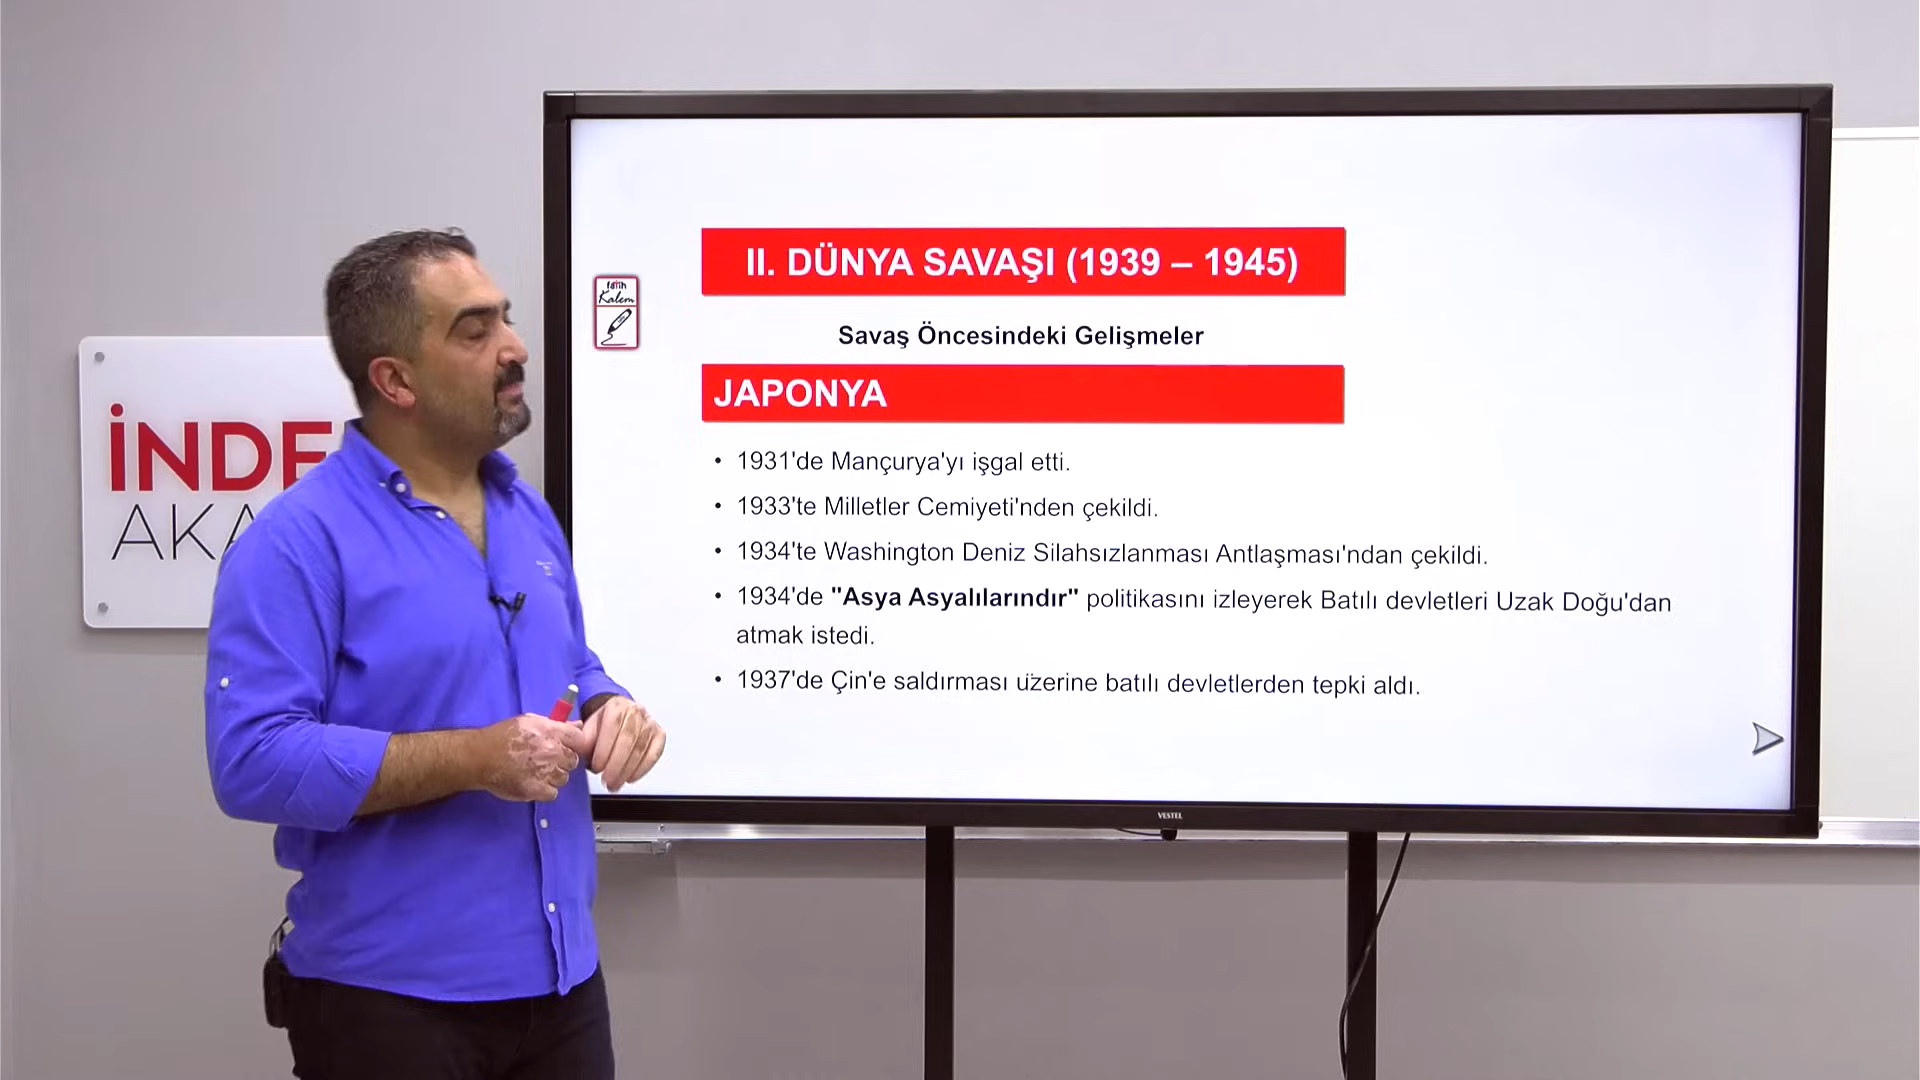 II. DÜNYA SAVAŞI (1939 – 1945)
fatih
Kalem
Savaş Öncesindeki Gelişmeler
JAPONYA
• 1931'de Mançurya'yı işgal etti.
• 1933'te Milletler Cemiyeti'nden çekildi.
• 1934'te Washington Deniz Silahsızlanması Antlaşması'ndan çekildi.
• 1934'de "Asya Asyalılarındır" politikasını izleyerek Batılı devletleri Uzak Doğu'dan
atmak istedi.
• 1937'de Çin'e saldırması üzerine batılı devletlerden tepki aldı.
VESTEL
İNDE
AKA